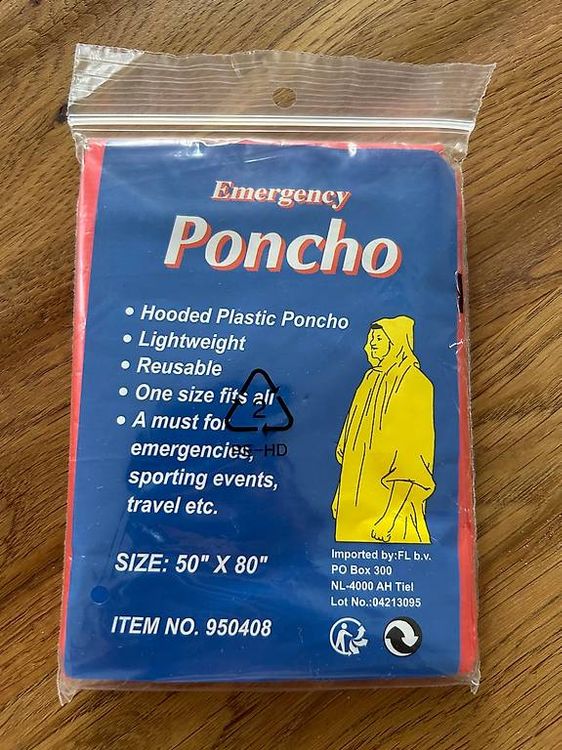 Emergency
Poncho
• Hooded Plastic Poncho
• Lightweight
• Reusable
• One size fits all
• A must for
emergencies,
sporting events,
travel etc.
2
PE-HD
SIZE: 50" X 80"
ITEM NO. 950408
Imported by:FL b.v.
PO Box 300
NL-4000 AH Tiel
Lot No.:04213095